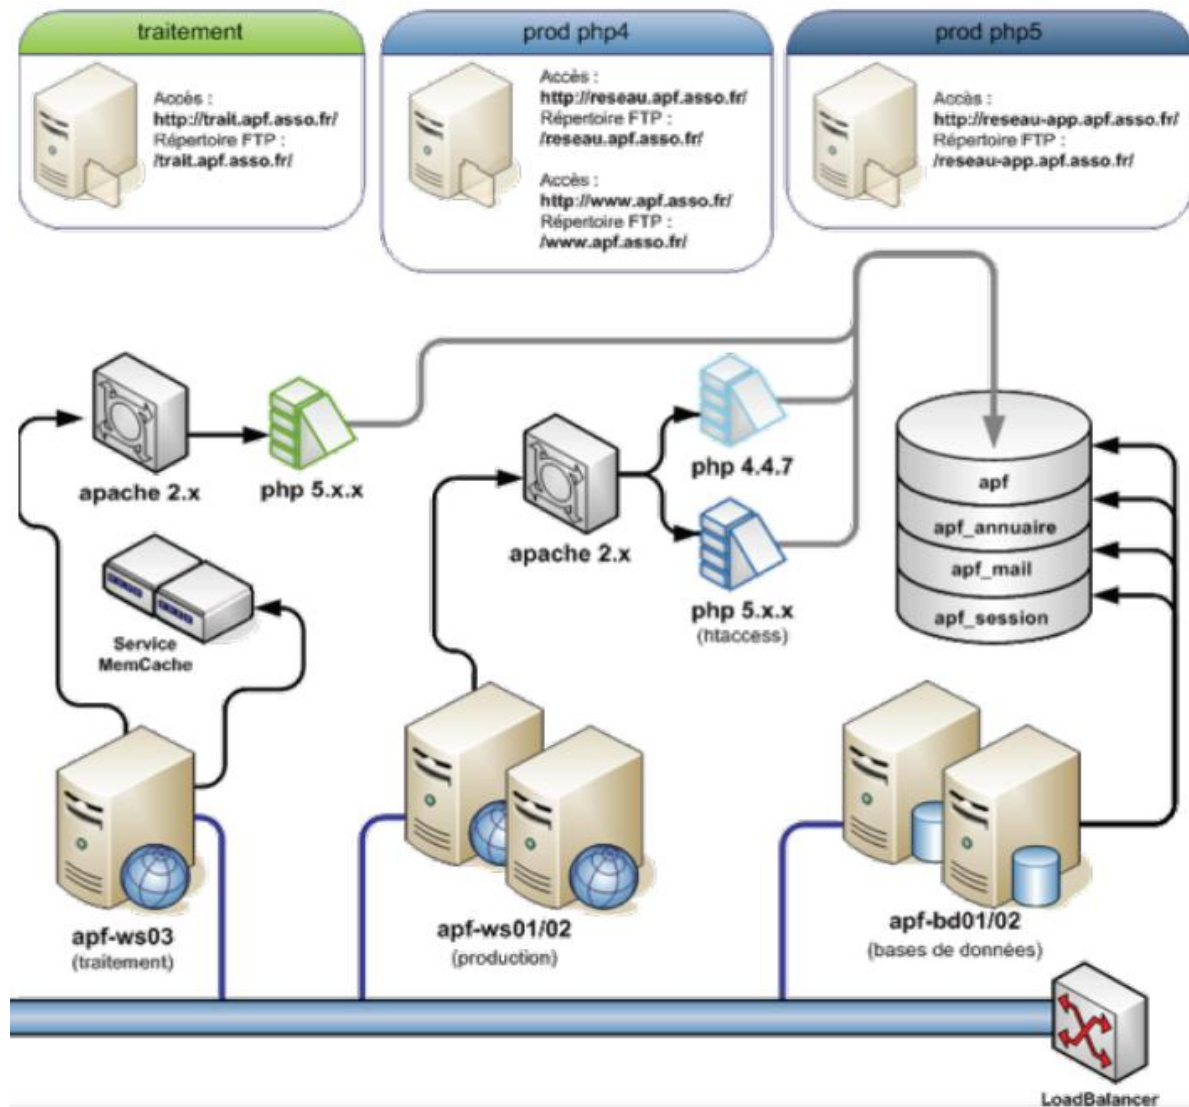 traitement
Accès :
http://trait.apf.asso.fr/
Répertoire FTP :
/trait.apf.asso.fr/
prod php4
Accès :
http://reseau.apf.asso.fr/
Répertoire FTP :
/reseau.apf.asso.fr/
Accès :
http://www.apf.asso.fr/
Répertoire FTP :
/www.apf.asso.fr/
prod php5
Accès :
http://reseau-app.apf.asso.fr/
Répertoire FTP :
/reseau-app.apf.asso.fr/
apache 2.x
php 5.x.x
apache 2.x
php 4.4.7
php 5.x.x
(htaccess)
apf
apf_annuaire
apf_mail
apf_session
Service
MemCache
apf-ws03
(traitement)
apf-ws01/02
(production)
apf-bd01/02
(bases de données)
LoadBalancer